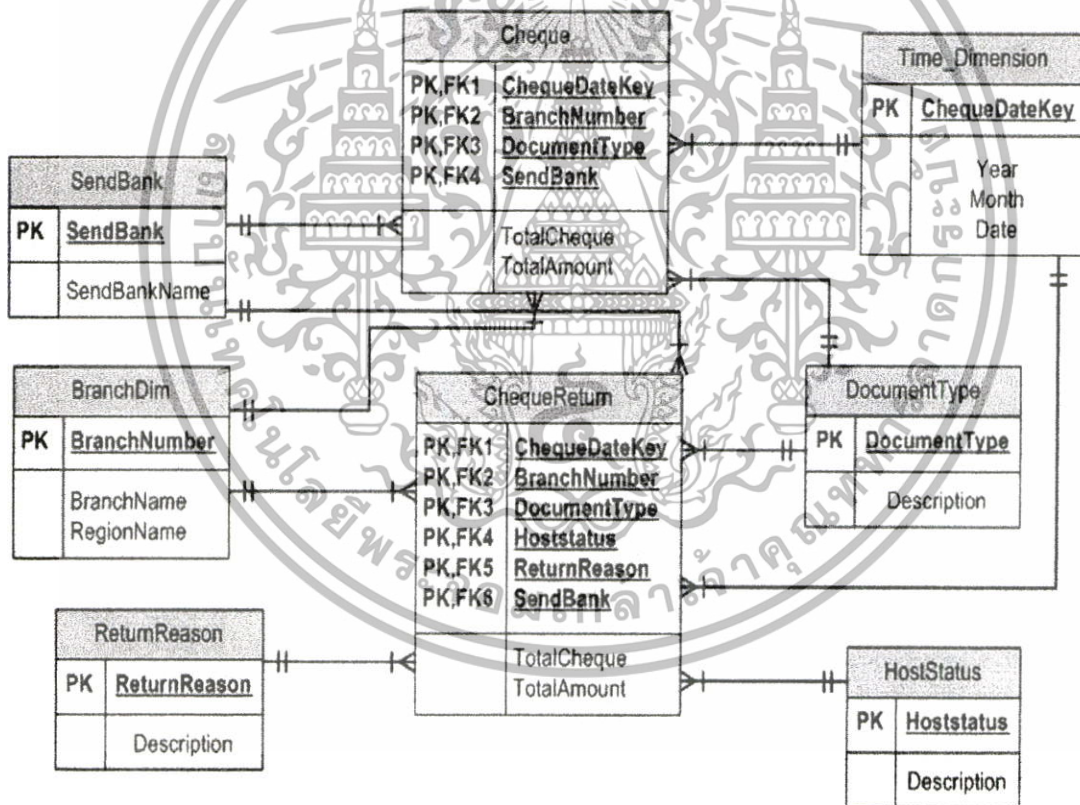 Cheque
PK,FK1 ChequeDateKey
PK,FK2 BranchNumber
PK,FK3 DocumentType
PK,FK4 SendBank
TotalCheque
TotalAmount
Time_Dimension
PK ChequeDateKey
Year
Month
Date
SendBank
PK SendBank
SendBankName
BranchDim
PK BranchNumber
BranchName
RegionName
ChequeReturn
PK,FK1 ChequeDateKey
PK,FK2 BranchNumber
PK,FK3 DocumentType
PK,FK4 Hoststatus
PK,FK5 ReturnReason
PK,FK6 SendBank
TotalCheque
TotalAmount
DocumentType
PK DocumentType
Description
ReturnReason
PK ReturnReason
Description
HostStatus
PK Hoststatus
Description